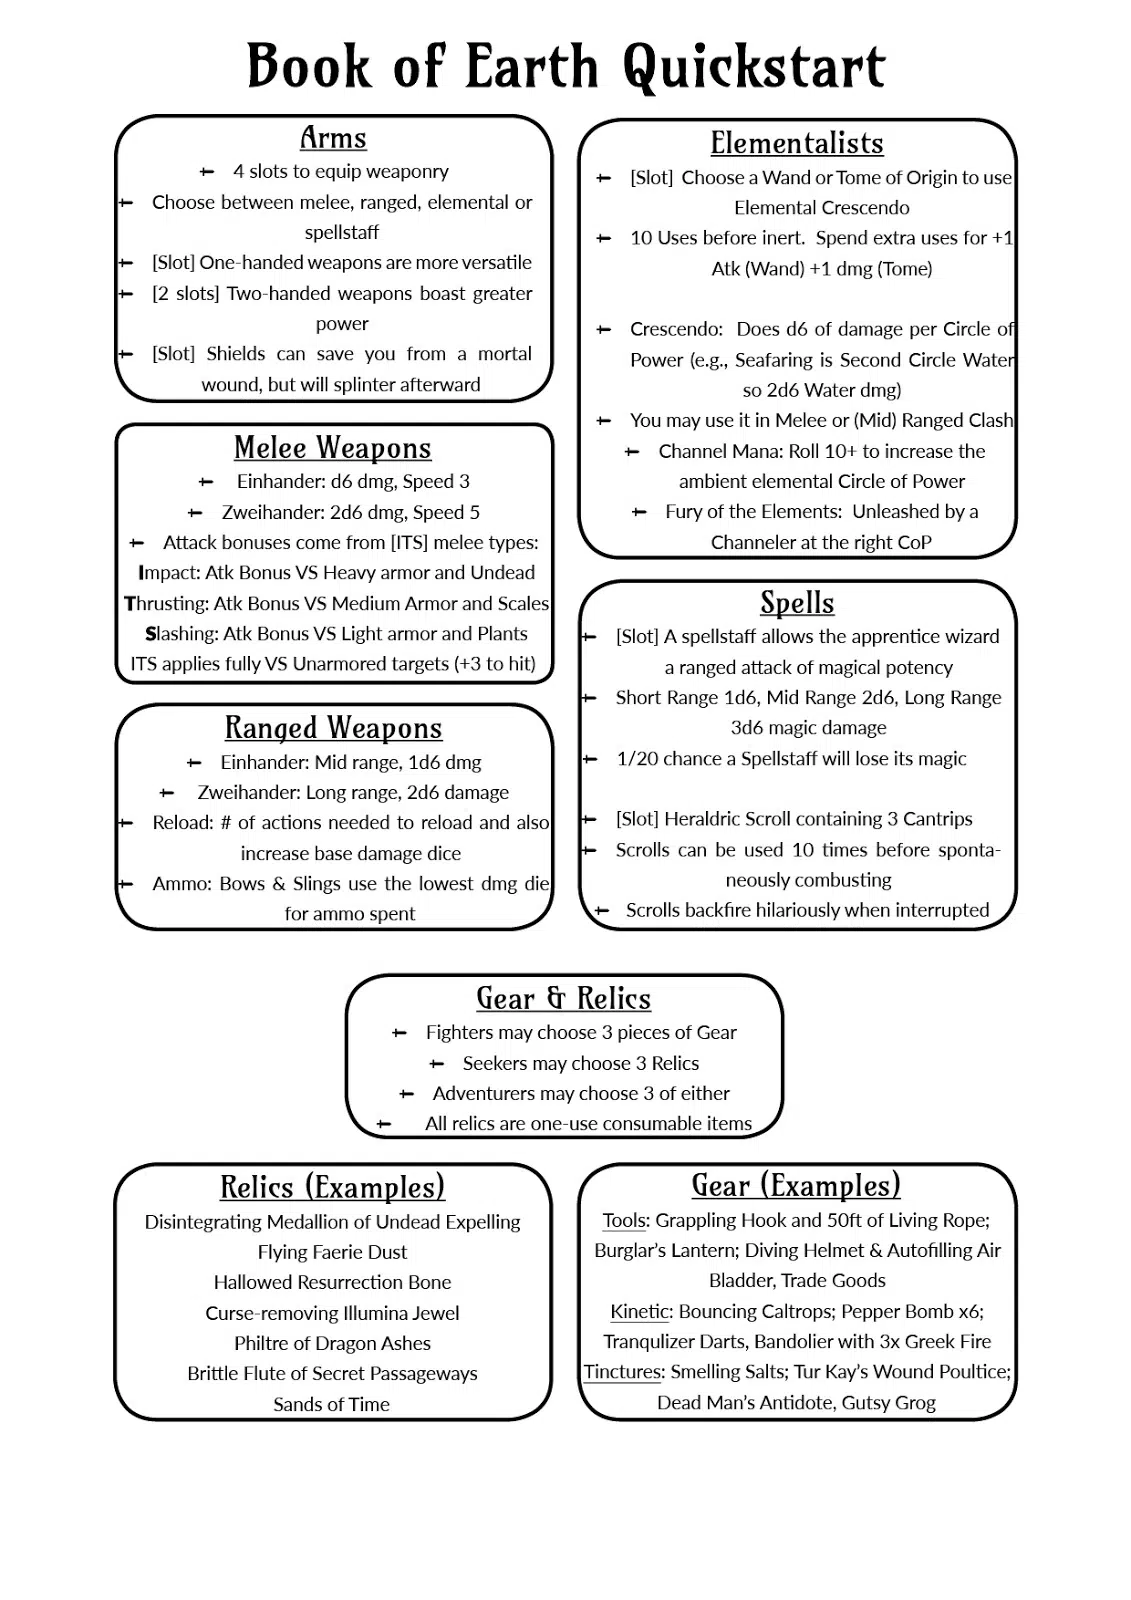 Book of Earth Quickstart
Arms
4 slots to equip weaponry
Choose between melee, ranged, elemental or
spellstaff
[Slot] One-handed weapons are more versatile
[2 slots] Two-handed weapons boast greater
power
[Slot] Shields can save you from a mortal
wound, but will splinter afterward
Melee Weapons
Einhander: d6 dmg, Speed 3
Zweihander: 2d6 dmg, Speed 5
Attack bonuses come from [ITS] melee types:
Impact: Atk Bonus VS Heavy armor and Undead
Thrusting: Atk Bonus VS Medium Armor and Scales
Slashing: Atk Bonus VS Light armor and Plants
ITS applies fully VS Unarmored targets (+3 to hit)
Ranged Weapons
Einhander: Mid range, 1d6 dmg
Zweihander: Long range, 2d6 damage
Reload: # of actions needed to reload and also
increase base damage dice
Ammo: Bows & Slings use the lowest dmg die
for ammo spent
Elementalists
[Slot] Choose a Wand or Tome of Origin to use
Elemental Crescendo
10 Uses before inert. Spend extra uses for +1
Atk (Wand) +1 dmg (Tome)
Crescendo: Does d6 of damage per Circle of
Power (e.g., Seafaring is Second Circle Water
so 2d6 Water dmg)
You may use it in Melee or (Mid) Ranged Clash
Channel Mana: Roll 10+ to increase the
ambient elemental Circle of Power
Fury of the Elements: Unleashed by a
Channeler at the right CoP
Spells
[Slot] A spellstaff allows the apprentice wizard
a ranged attack of magical potency
Short Range 1d6, Mid Range 2d6, Long Range
3d6 magic damage
1/20 chance a Spellstaff will lose its magic
[Slot] Heraldric Scroll containing 3 Cantrips
Scrolls can be used 10 times before sponta-
neously combusting
Scrolls backfire hilariously when interrupted
Gear & Relics
Fighters may choose 3 pieces of Gear
Seekers may choose 3 Relics
Adventurers may choose 3 of either
All relics are one-use consumable items
Relics (Examples)
Disintegrating Medallion of Undead Expelling
Flying Faerie Dust
Hallowed Resurrection Bone
Curse-removing Illumina Jewel
Philtre of Dragon Ashes
Brittle Flute of Secret Passageways
Sands of Time
Gear (Examples)
Tools: Grappling Hook and 50ft of Living Rope;
Burglar's Lantern; Diving Helmet & Autofilling Air
Bladder, Trade Goods
Kinetic: Bouncing Caltrops; Pepper Bomb x6;
Tranqulizer Darts, Bandolier with 3x Greek Fire
Tinctures: Smelling Salts; Tur Kay's Wound Poultice;
Dead Man's Antidote, Gutsy Grog